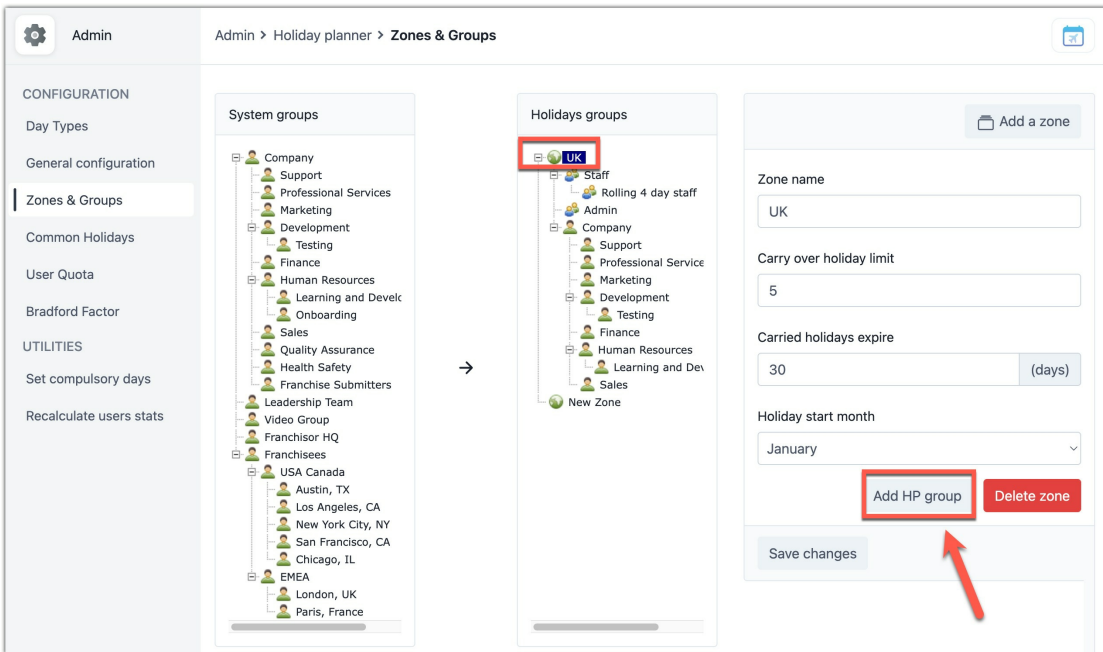 Admin
Admin > Holiday planner > Zones & Groups
CONFIGURATION
Day Types
General configuration
Zones & Groups
Common Holidays
User Quota
Bradford Factor
UTILITIES
Set compulsory days
Recalculate users stats
System groups
Company
Support
Professional Services
Marketing
Development
Testing
Finance
Human Resources
Learning and Develo
Onboarding
Sales
Quality Assurance
Health Safety
Franchise Submitters
Leadership Team
Video Group
Franchisor HQ
Franchisees
USA Canada
Austin, TX
Los Angeles, CA
New York City, NY
San Francisco, CA
Chicago, IL
EMEA
London, UK
Paris, France
Holidays groups
UK
Staff
Rolling 4 day staff
Admin
Company
Support
Professional Service
Marketing
Development
Testing
Finance
Human Resources
Learning and Dev
Sales
New Zone
Add a zone
Zone name
UK
Carry over holiday limit
5
Carried holidays expire
30 (days)
Holiday start month
January
Add HP group
Delete zone
Save changes